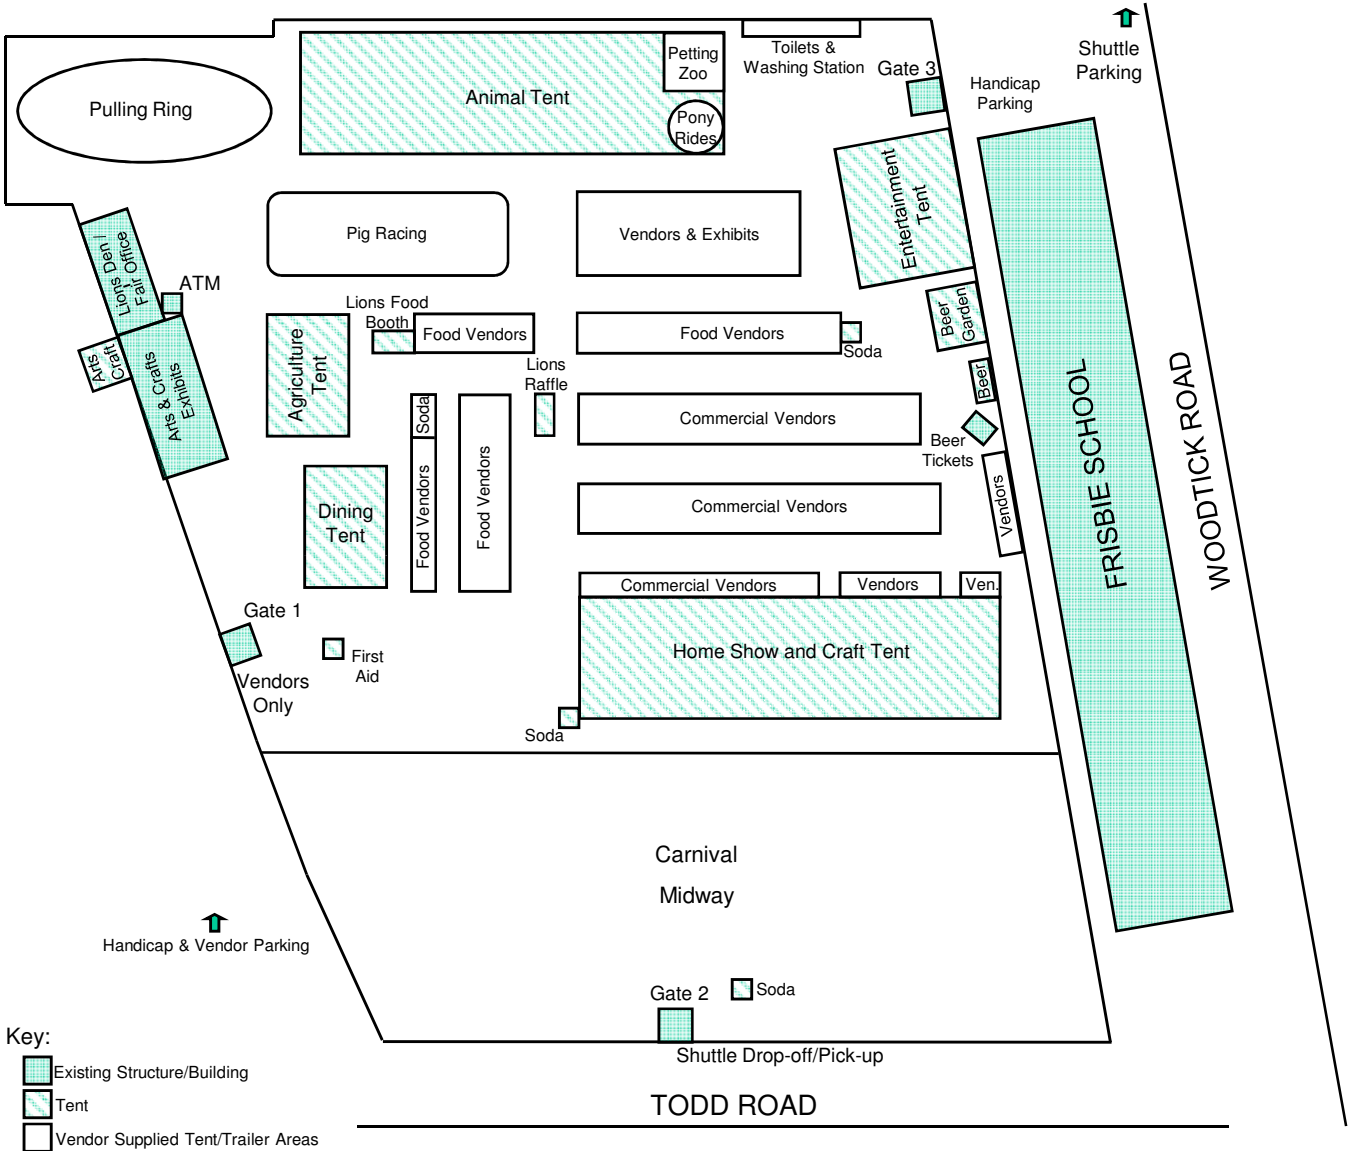 Shuttle
Parking
Toilets &
Washing Station
Petting
Zoo
Gate 3
Handicap
Parking
Pulling Ring
Animal Tent
Pony
Rides
Entertainment
Tent
Pig Racing
Vendors & Exhibits
Lions Den /
Fair Office
ATM
Lions Food
Booth
Food Vendors
Food Vendors
Soda
Beer
Garden
Agriculture
Tent
Arts
Craft
Arts & Crafts
Exhibits
Lions
Raffle
Beer
Soda
Commercial Vendors
Beer
Tickets
FRISBIE SCHOOL
WOODTICK ROAD
Food Vendors
Food Vendors
Dining
Tent
Commercial Vendors
Vendors
Commercial Vendors
Vendors
Ven.
Gate 1
Home Show and Craft Tent
First
Aid
Vendors
Only
Soda
Carnival
Midway
Handicap & Vendor Parking
Gate 2
Soda
Shuttle Drop-off/Pick-up
Key:
Existing Structure/Building
Tent
Vendor Supplied Tent/Trailer Areas
TODD ROAD